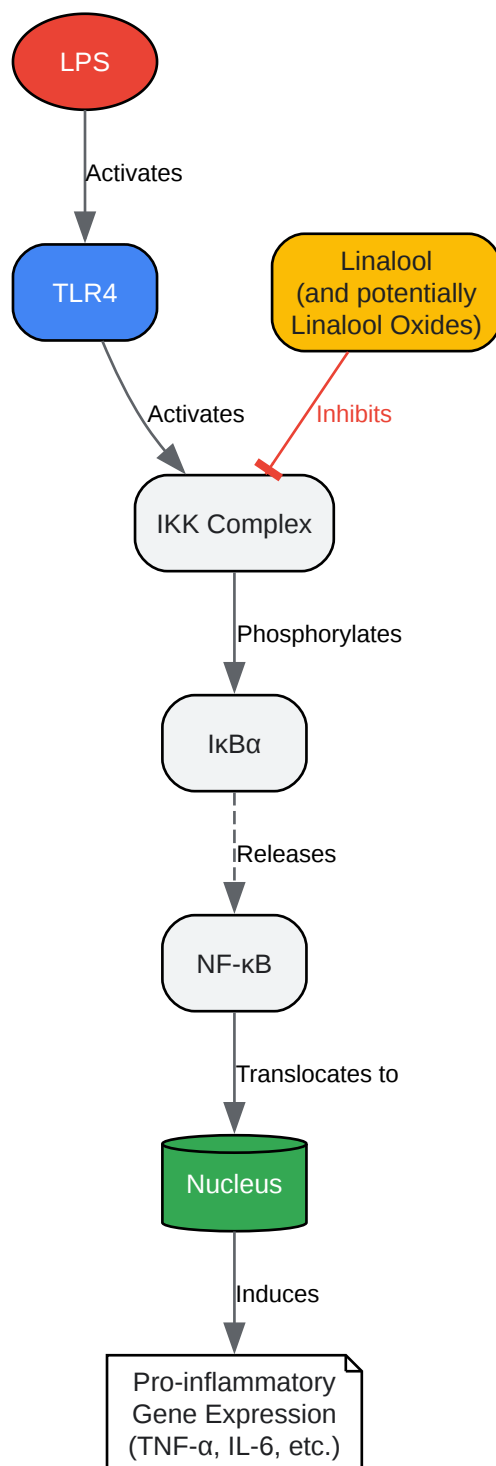 LPS
Activates
TLR4
Linalool
(and potentially
Linalool Oxides)
Activates
Inhibits
IKK Complex
Phosphorylates
IκBα
Releases
NF-κB
Translocates to
Nucleus
Induces
Pro-inflammatory
Gene Expression
(TNF-α, IL-6, etc.)